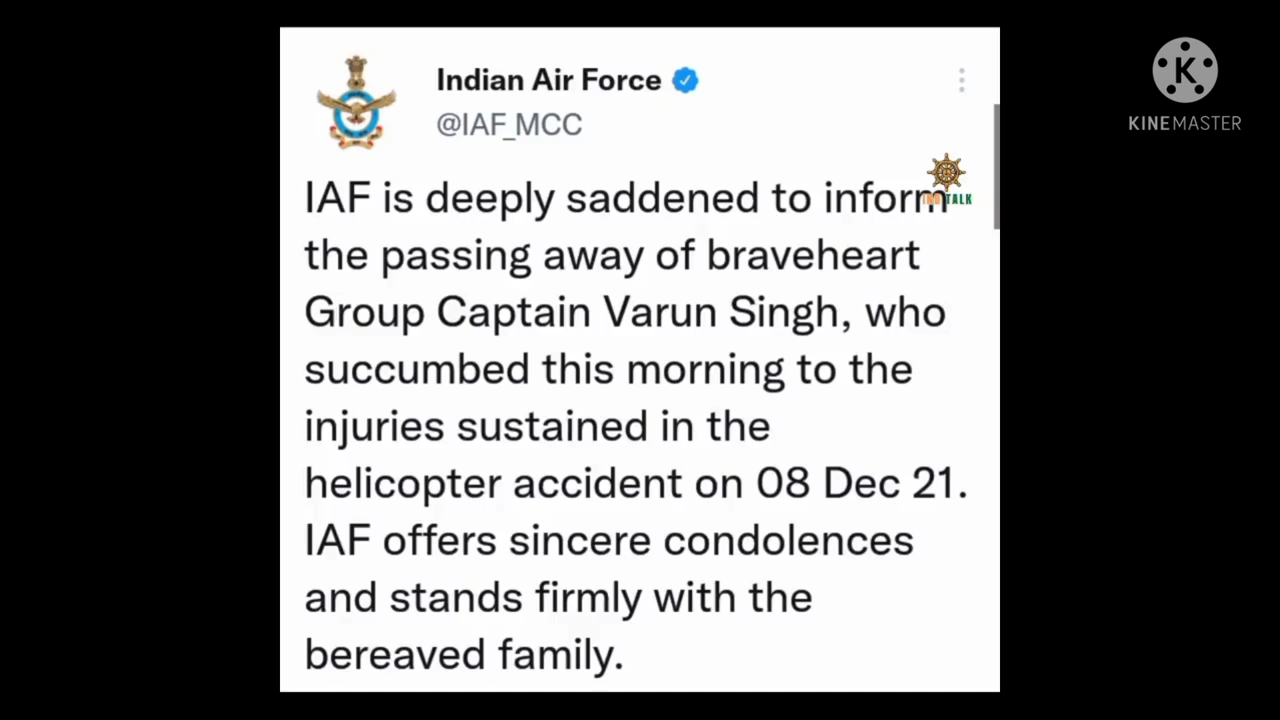 Indian Air Force
@IAF_MCC
IAF is deeply saddened to inform
the passing away of braveheart
Group Captain Varun Singh, who
succumbed this morning to the
injuries sustained in the
helicopter accident on 08 Dec 21.
IAF offers sincere condolences
and stands firmly with the
bereaved family.
K
KINEMASTER
TALK